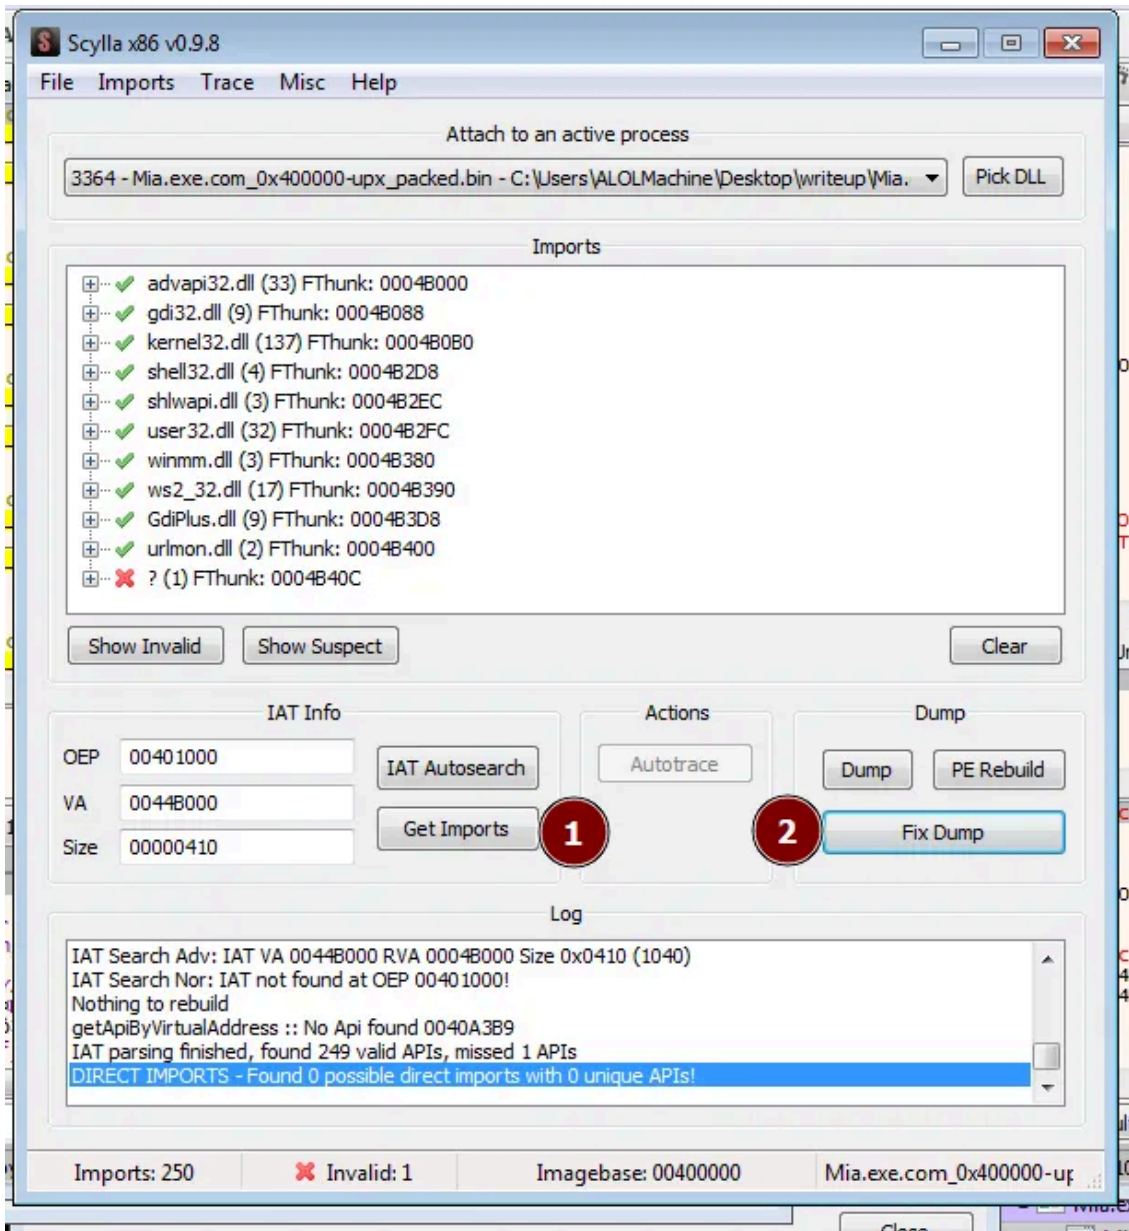 Scylla x86 v0.9.8
File Imports Trace Misc Help
Attach to an active process
3364 - Mia.exe.com_0x400000-upx_packed.bin - C:\Users\ALOLMachine\Desktop\writeup\Mia.
Pick DLL
Imports
advapi32.dll (33) FThunk: 0004B000
gdi32.dll (9) FThunk: 0004B088
kernel32.dll (137) FThunk: 0004B0B0
shell32.dll (4) FThunk: 0004B2D8
shlwapi.dll (3) FThunk: 0004B2EC
user32.dll (32) FThunk: 0004B2FC
winmm.dll (3) FThunk: 0004B380
ws2_32.dll (17) FThunk: 0004B390
GdiPlus.dll (9) FThunk: 0004B3D8
urlmon.dll (2) FThunk: 0004B400
? (1) FThunk: 0004B40C
Show Invalid Show Suspect Clear
IAT Info Actions Dump
OEP 00401000 IAT Autosearch Autotrace Dump PE Rebuild
VA 0044B000
Get Imports 1 2 Fix Dump
Size 00000410
Log
IAT Search Adv: IAT VA 0044B000 RVA 0004B000 Size 0x0410 (1040)
IAT Search Nor: IAT not found at OEP 00401000!
Nothing to rebuild
getApiByVirtualAddress :: No Api found 0040A3B9
IAT parsing finished, found 249 valid APIs, missed 1 APIs
DIRECT IMPORTS - Found 0 possible direct imports with 0 unique APIs!
Imports: 250 Invalid: 1 Imagebase: 00400000 Mia.exe.com_0x400000-up